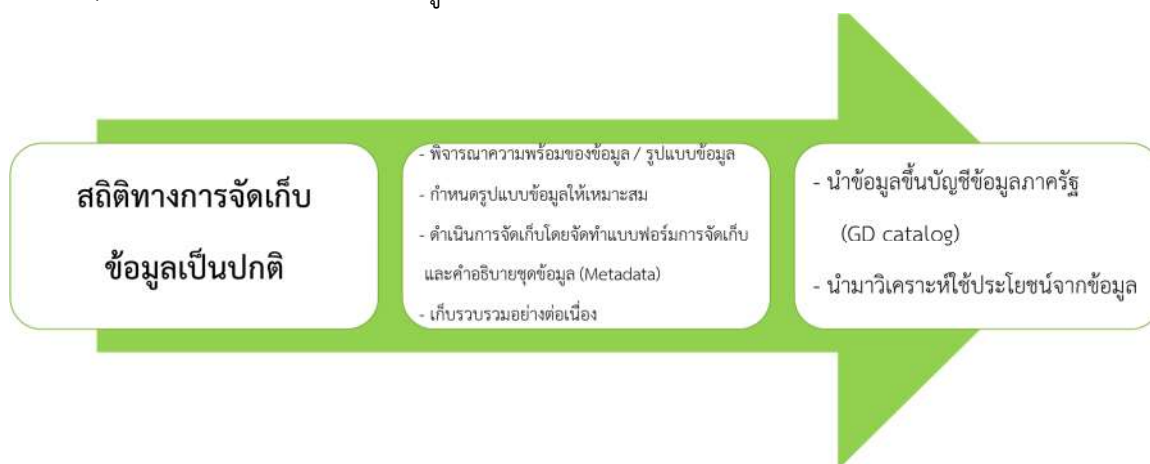 สถิติทางการจัดเก็บ
ข้อมูลเป็นปกติ
- พิจารณาความพร้อมของข้อมูล / รูปแบบข้อมูล
- กำหนดรูปแบบข้อมูลให้เหมาะสม
- ดำเนินการจัดเก็บโดยจัดทำแบบฟอร์มการจัดเก็บ
และคำอธิบายชุดข้อมูล (Metadata)
- เก็บรวบรวมอย่างต่อเนื่อง
- นำข้อมูลขึ้นบัญชีข้อมูลภาครัฐ
(GD catalog)
- นำมาวิเคราะห์ใช้ประโยชน์จากข้อมูล